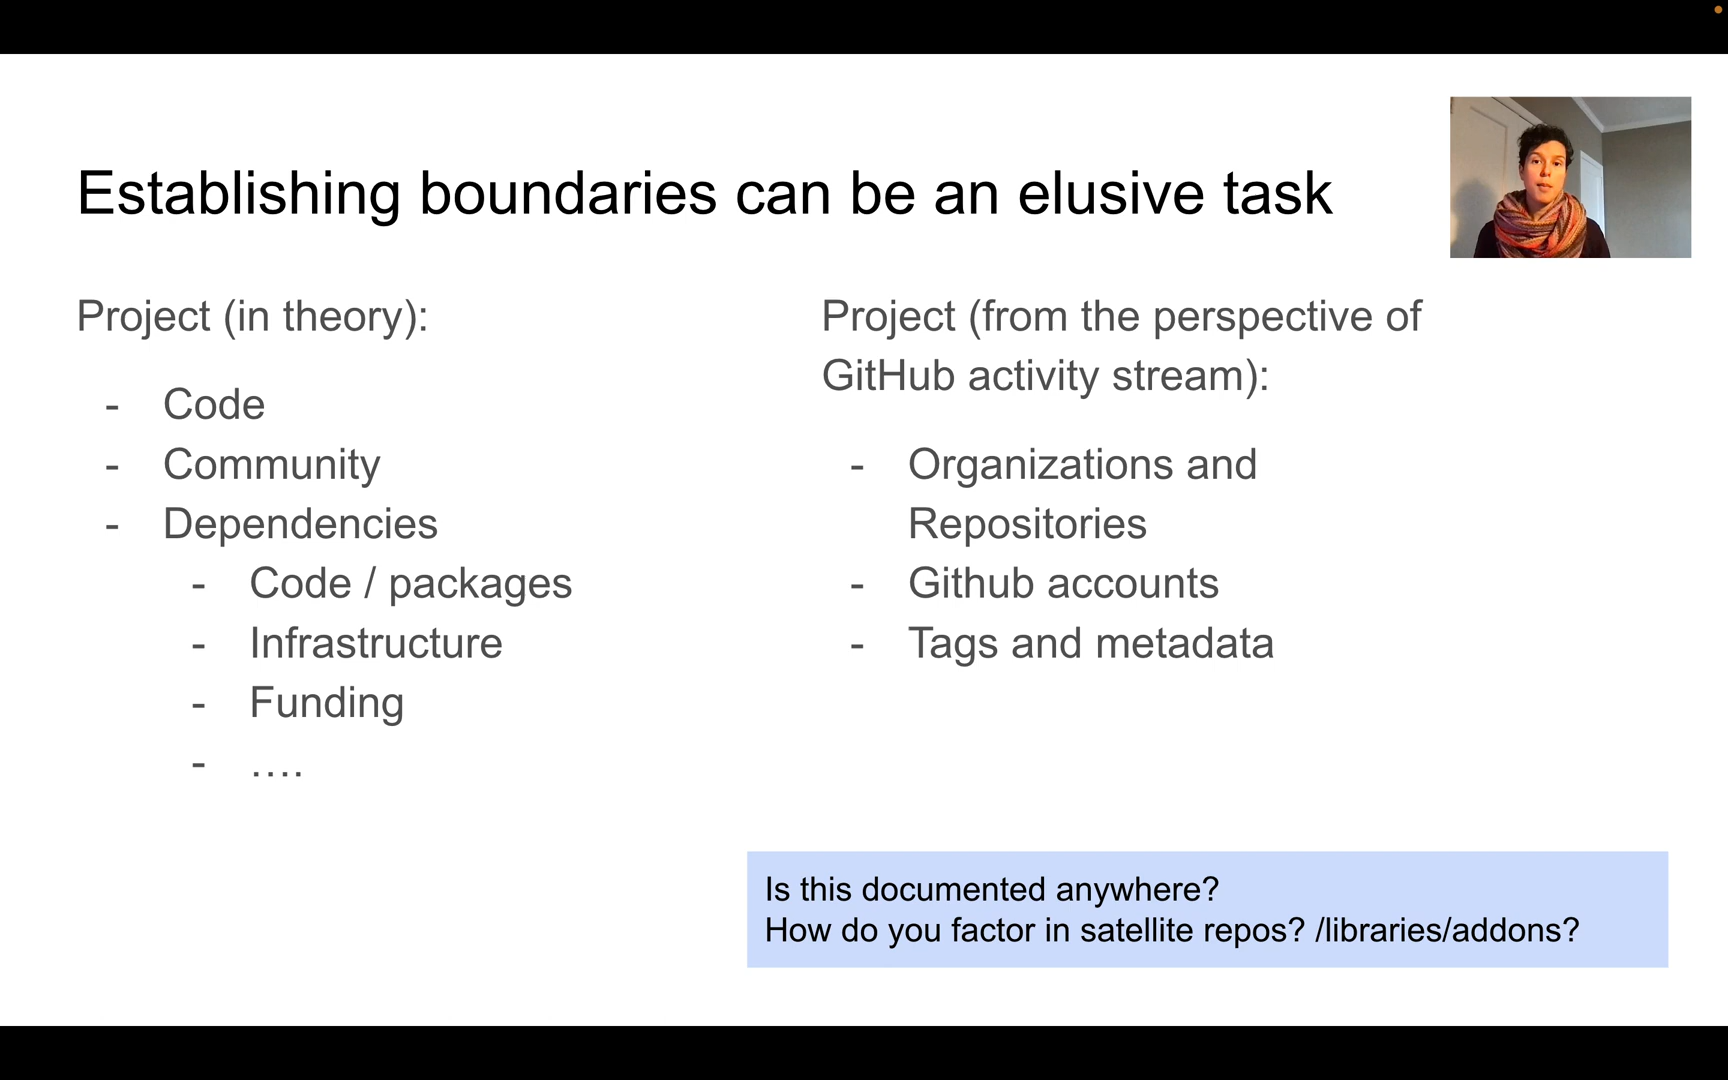 Establishing boundaries can be an elusive task
Project (in theory):
- Code
- Community
- Dependencies
- Code / packages
- Infrastructure
- Funding
- ….
Project (from the perspective of
GitHub activity stream):
- Organizations and
Repositories
- Github accounts
- Tags and metadata
Is this documented anywhere?
How do you factor in satellite repos? /libraries/addons?